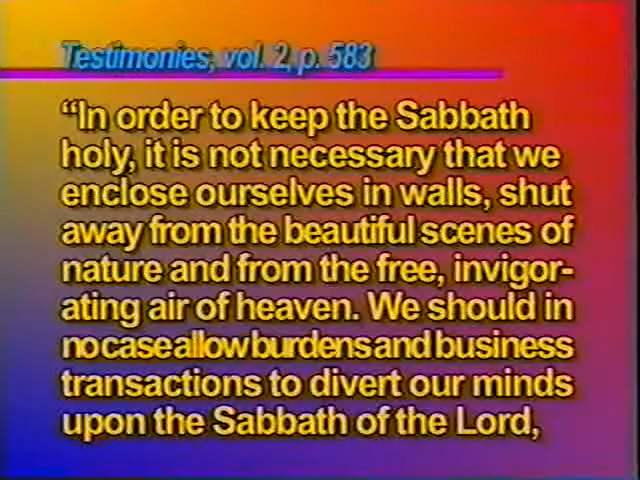 Testimonies, vol. 2, p. 583
“In order to keep the Sabbath
holy, it is not necessary that we
enclose ourselves in walls, shut
away from the beautiful scenes of
nature and from the free, invigor-
ating air of heaven. We should in
no case allow burdens and business
transactions to divert our minds
upon the Sabbath of the Lord,